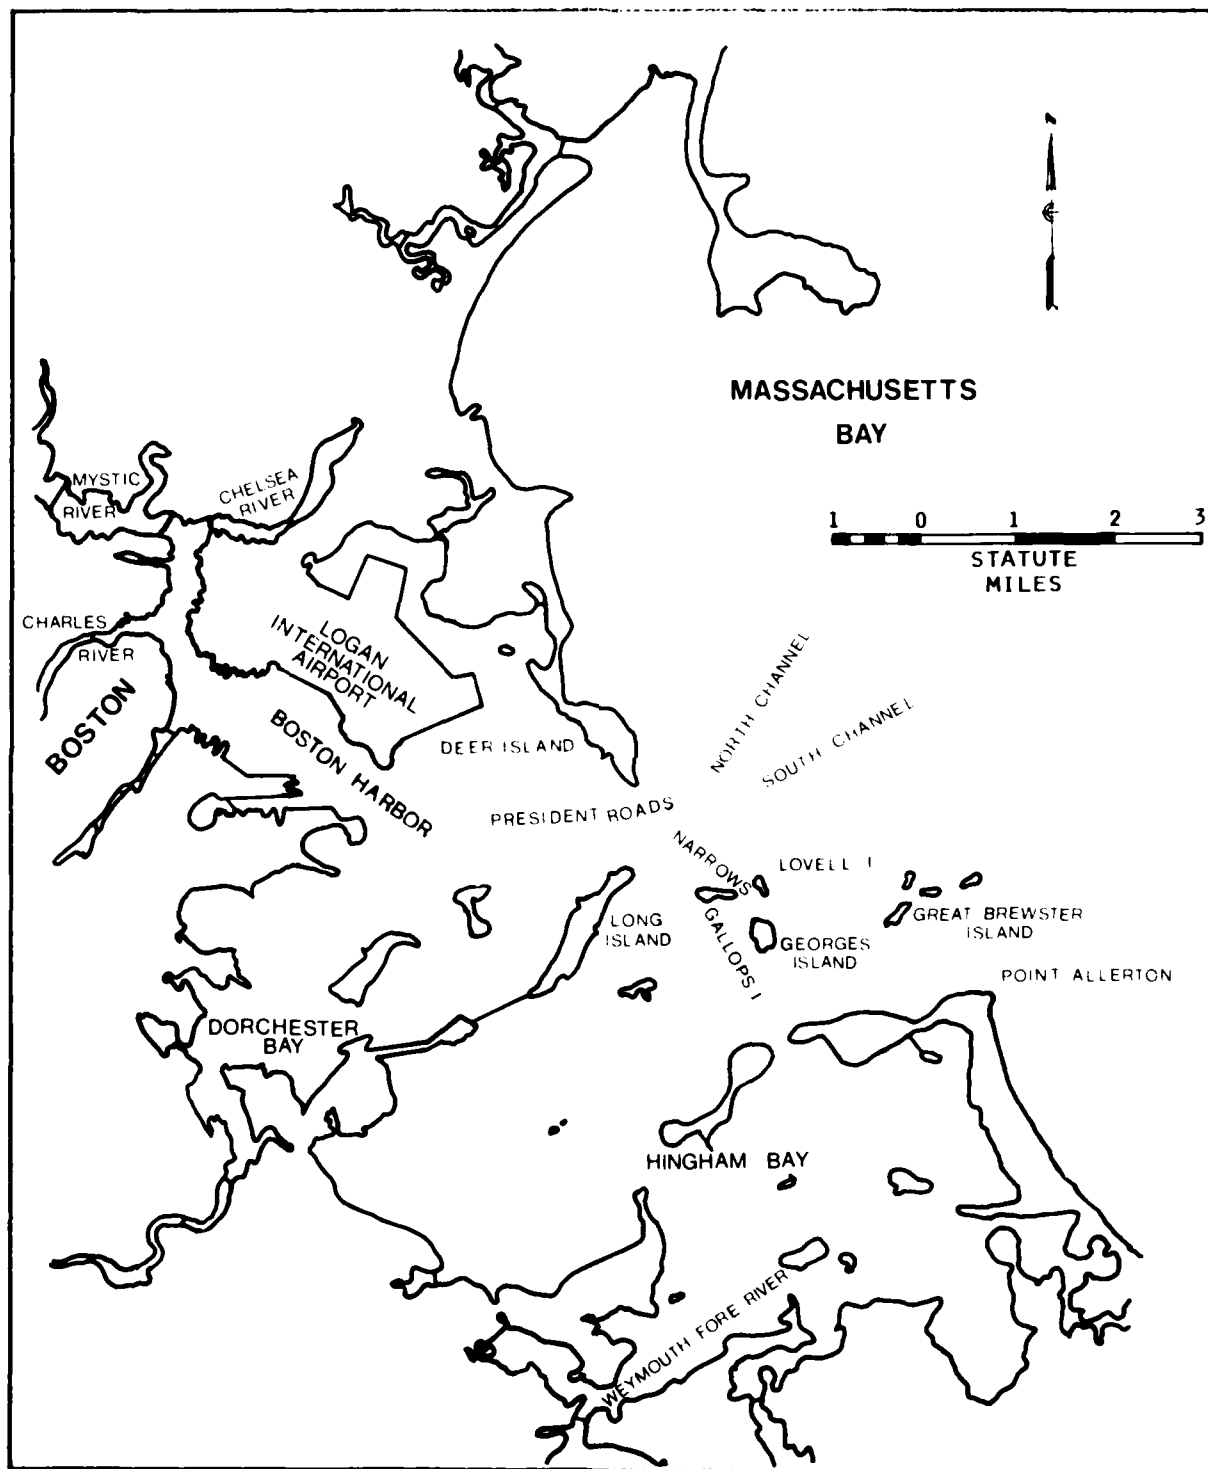 N
MASSACHUSETTS
BAY
1 0 1 2 3
STATUTE
MILES
MYSTIC
RIVER
CHELSEA
RIVER
CHARLES
RIVER
BOSTON
LOGAN
INTERNATIONAL
AIRPORT
BOSTON HARBOR
DEER ISLAND
NORTH CHANNEL
SOUTH CHANNEL
PRESIDENT ROADS
NARROWS
LOVELL I
GALLOPS I
LONG
ISLAND
GEORGES
ISLAND
GREAT BREWSTER
ISLAND
POINT ALLERTON
DORCHESTER
BAY
HINGHAM BAY
WEYMOUTH FORE RIVER